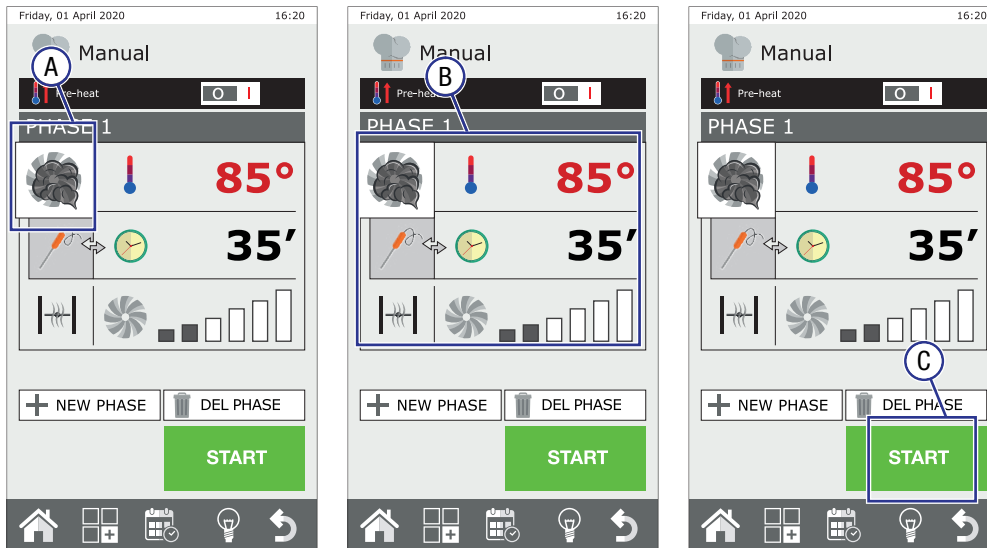 Friday, 01 April 2020 16:20
Manual
A
Pre-heat O I
PHASE 1
85°
35′
NEW PHASE DEL PHASE
START
Friday, 01 April 2020 16:20
Manual
B
Pre-heat O I
PHASE 1
85°
35′
NEW PHASE DEL PHASE
START
Friday, 01 April 2020 16:20
Manual
Pre-heat O I
PHASE 1
85°
35′
C
NEW PHASE DEL PHASE
START